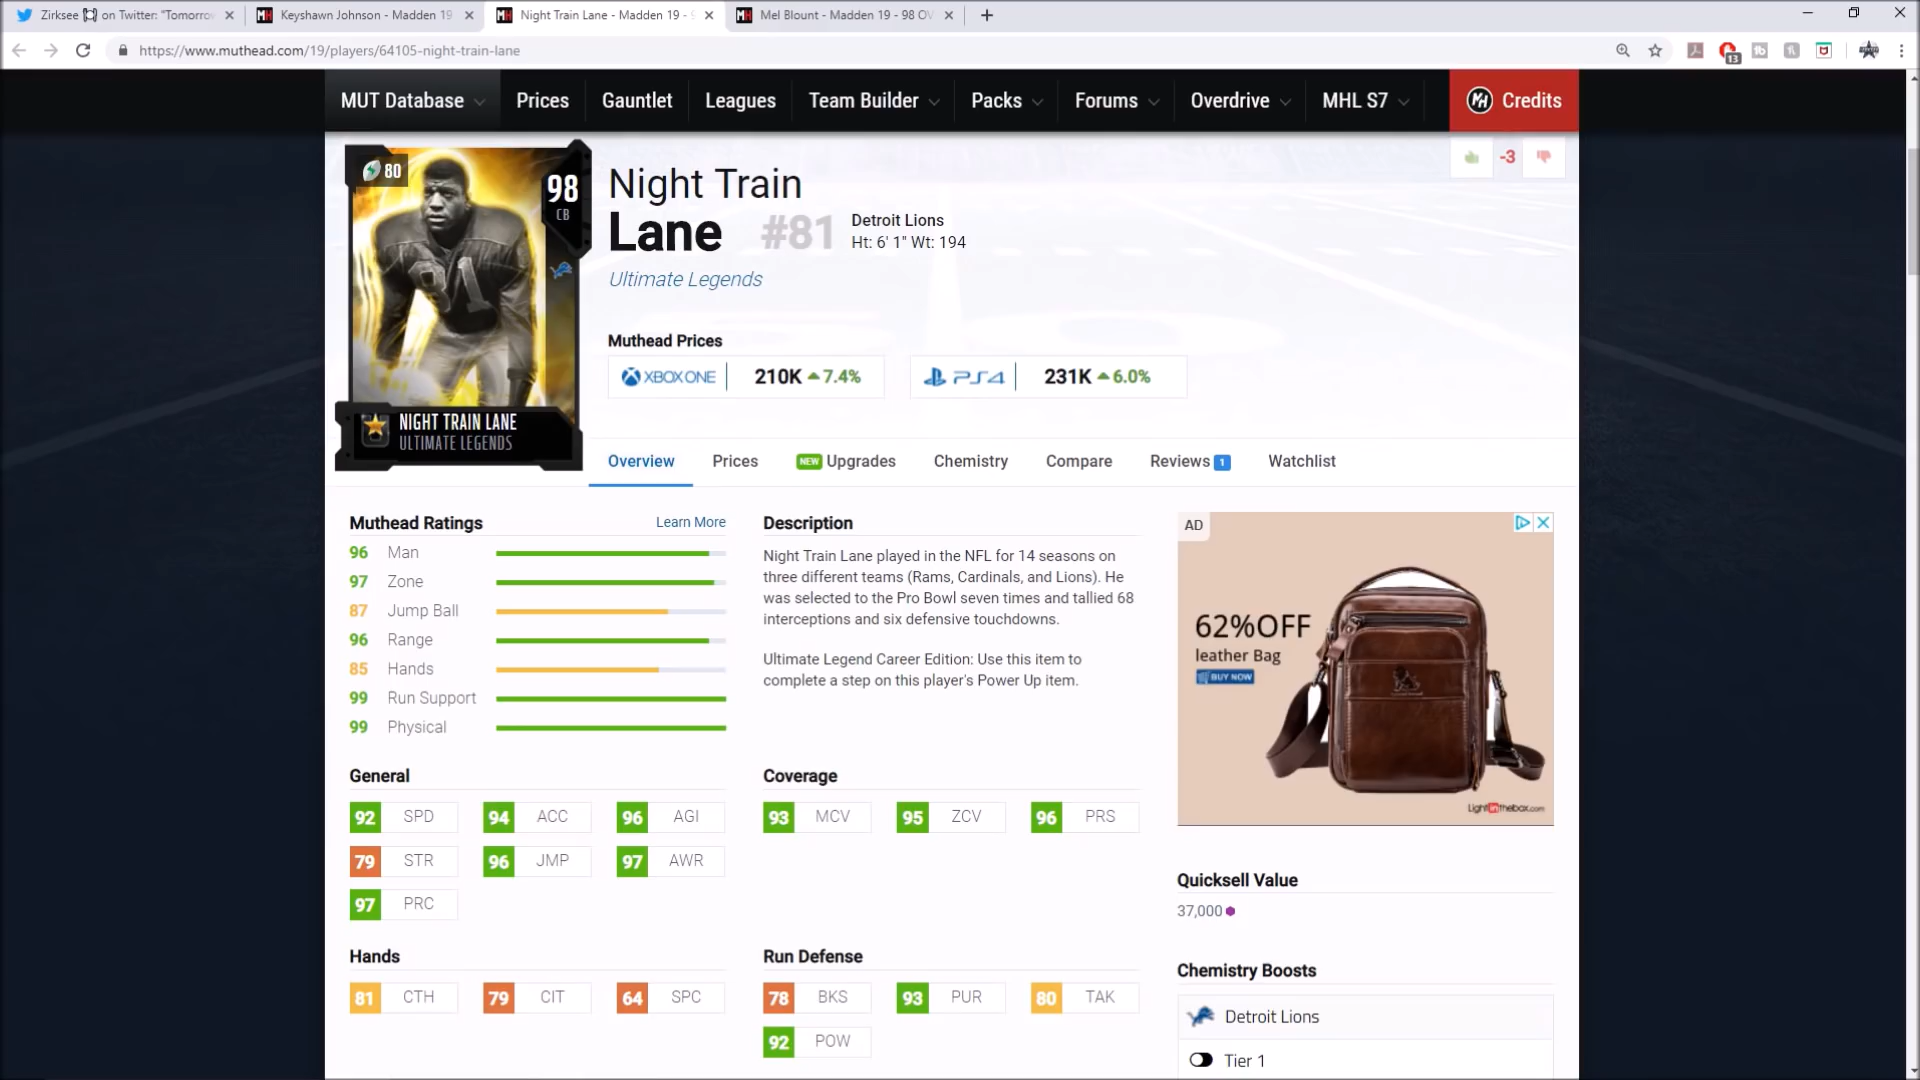 Zirksee on Twitter: "Tomorrow
Keyshawn Johnson - Madden 19
Night Train Lane - Madden 19 - 9
Mel Blount - Madden 19 - 98 OV
https://www.muthead.com/19/players/64105-night-train-lane
13
MUT Database
Prices
Gauntlet
Leagues
Team Builder
Packs
Forums
Overdrive
MHL S7
MH Credits
80
98
CB
81
NIGHT TRAIN LANE
ULTIMATE LEGENDS
Night Train
Lane #81
Detroit Lions
Ht: 6' 1" Wt: 194
Ultimate Legends
-3
Muthead Prices
XBOX ONE 210K 7.4%
PS4 231K 6.0%
Overview
Prices
NEW Upgrades
Chemistry
Compare
Reviews 1
Watchlist
Muthead Ratings
Learn More
96 Man
97 Zone
87 Jump Ball
96 Range
85 Hands
99 Run Support
99 Physical
Description
Night Train Lane played in the NFL for 14 seasons on
three different teams (Rams, Cardinals, and Lions). He
was selected to the Pro Bowl seven times and tallied 68
interceptions and six defensive touchdowns.
Ultimate Legend Career Edition: Use this item to
complete a step on this player's Power Up item.
AD
62%OFF
leather Bag
BUY NOW
Lightinthebox.com
General
92 SPD 94 ACC 96 AGI
79 STR 96 JMP 97 AWR
97 PRC
Coverage
93 MCV 95 ZCV 96 PRS
Hands
81 CTH 79 CIT 64 SPC
Run Defense
78 BKS 93 PUR 80 TAK
92 POW
Quicksell Value
37,000
Chemistry Boosts
Detroit Lions
Tier 1